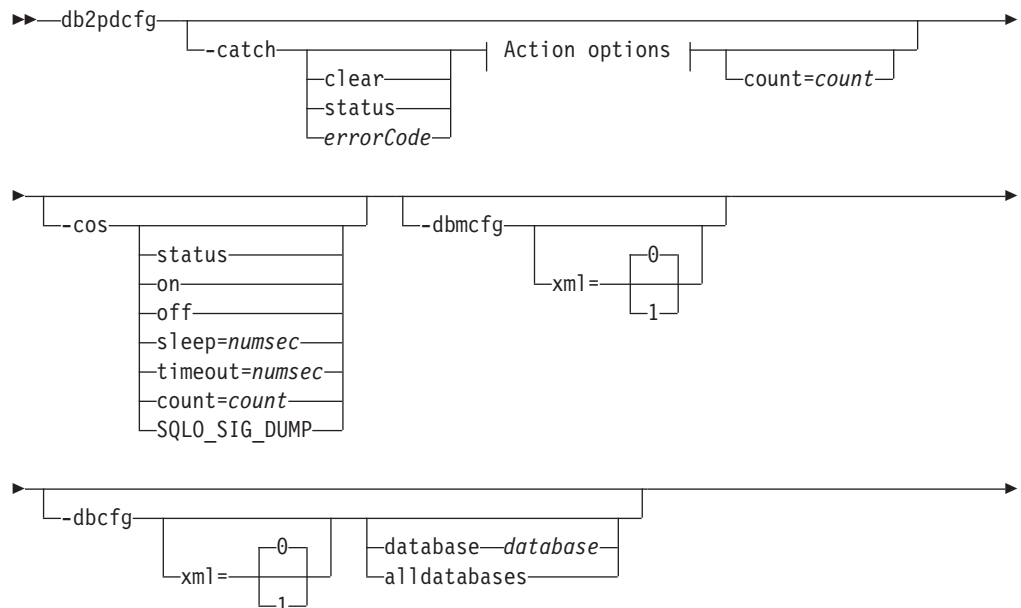 db2pdcfg
-catch Action options
clear count=count
status
errorCode
-cos -dbmcfg
status 0
on xml=
off 1
sleep=numsec
timeout=numsec
count=count
SQLO_SIG_DUMP
-dbcfg
0 database database
xml= alldatabases
1